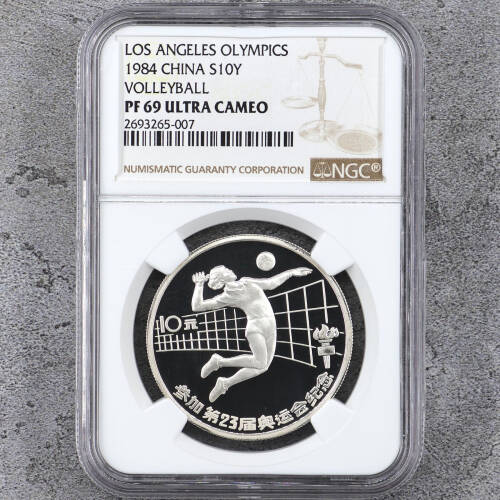 LOS ANGELES OLYMPICS
1984 CHINA S10Y
VOLLEYBALL
PF 69 ULTRA CAMEO
2693265-007
NUMISMATIC GUARANTY CORPORATION
NGC®
10元
参加第23届奥运会纪念